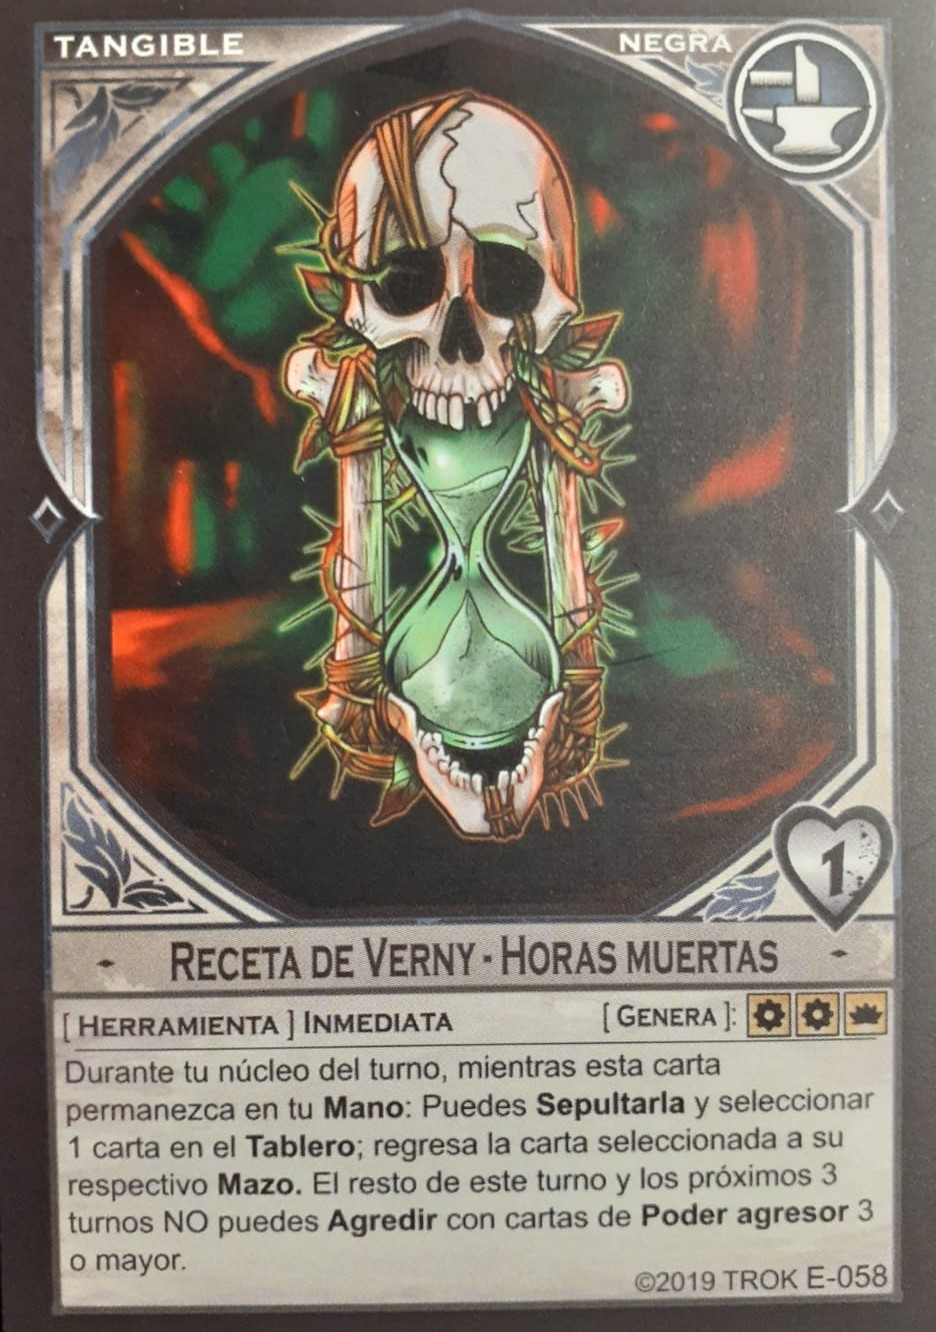 TANGIBLE
NEGRA
1
RECETA DE VERNY - HORAS MUERTAS
[ HERRAMIENTA ] INMEDIATA
[ GENERA ]:
Durante tu núcleo del turno, mientras esta carta
permanezca en tu Mano: Puedes Sepultarla y seleccionar
1 carta en el Tablero; regresa la carta seleccionada a su
respectivo Mazo. El resto de este turno y los próximos 3
turnos NO puedes Agredir con cartas de Poder agresor 3
o mayor.
©2019 TROK E-058